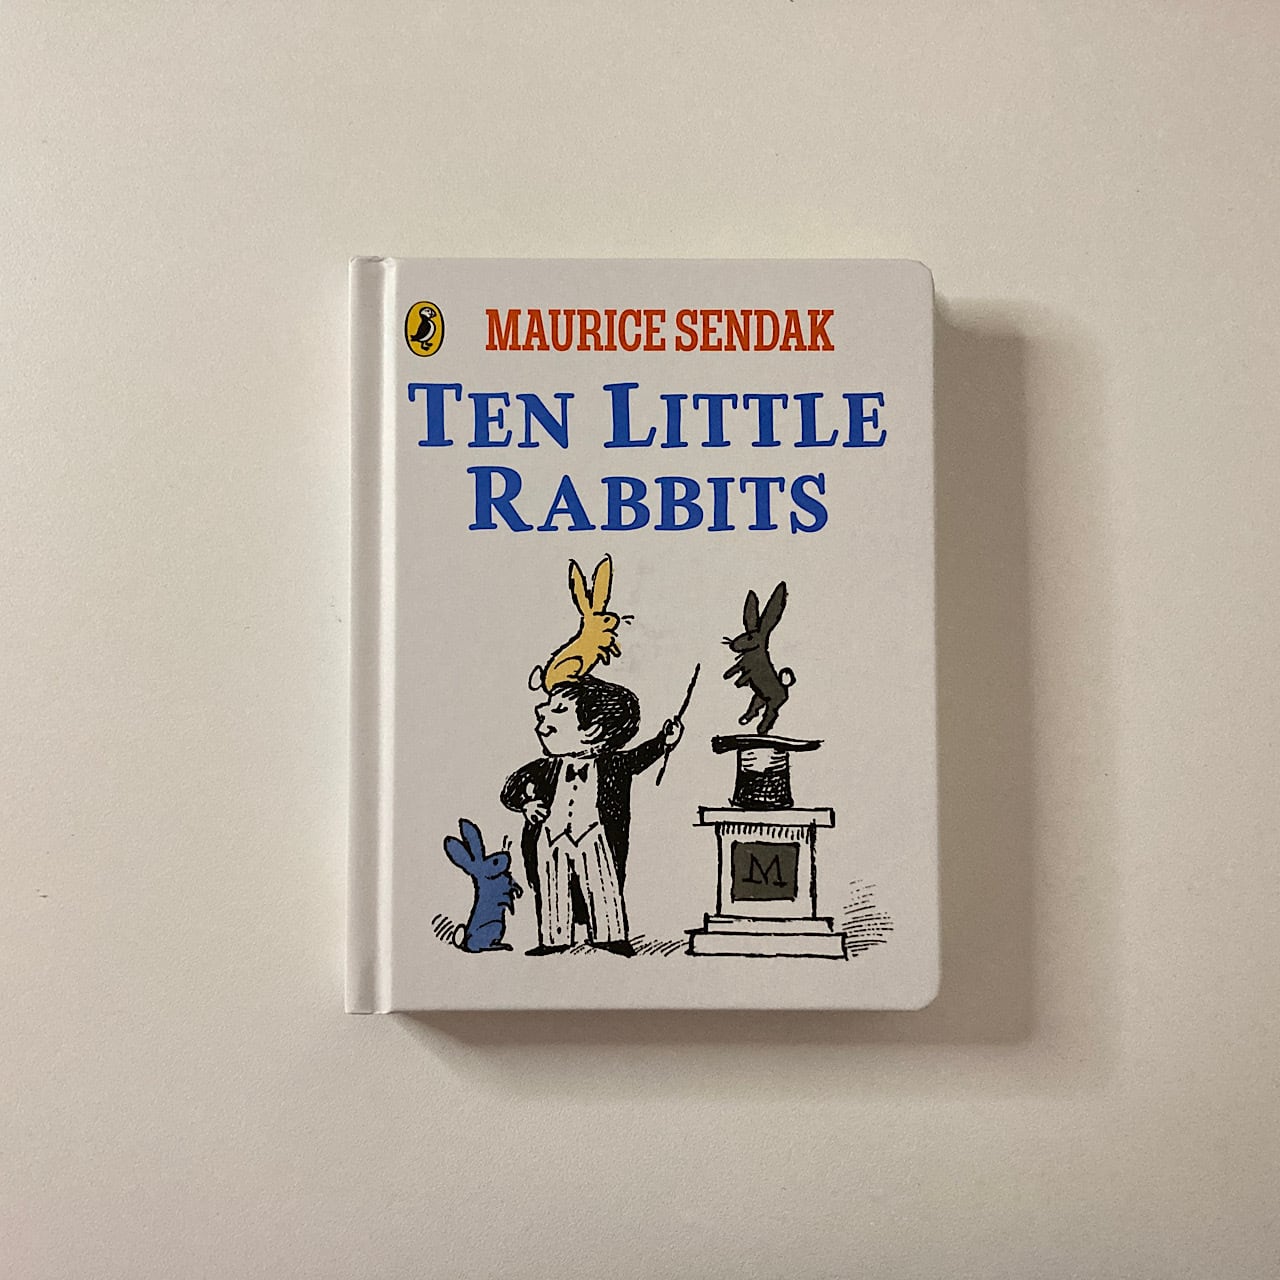 MAURICE SENDAK
TEN LITTLE
RABBITS
M